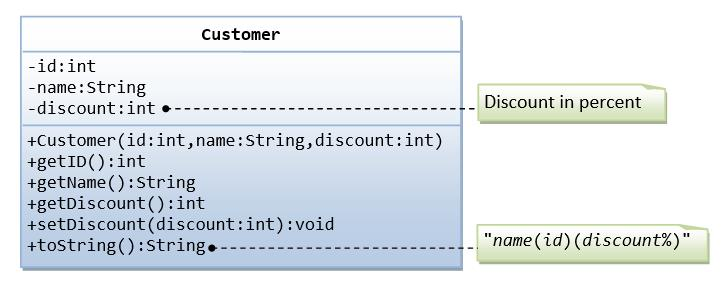 Customer
-id:int
-name:String
-discount:int
Discount in percent
+Customer(id:int,name:String,discount:int)
+getID():int
+getName():String
+getDiscount():int
+setDiscount(discount:int):void
+toString():String
"name(id)(discount%)"